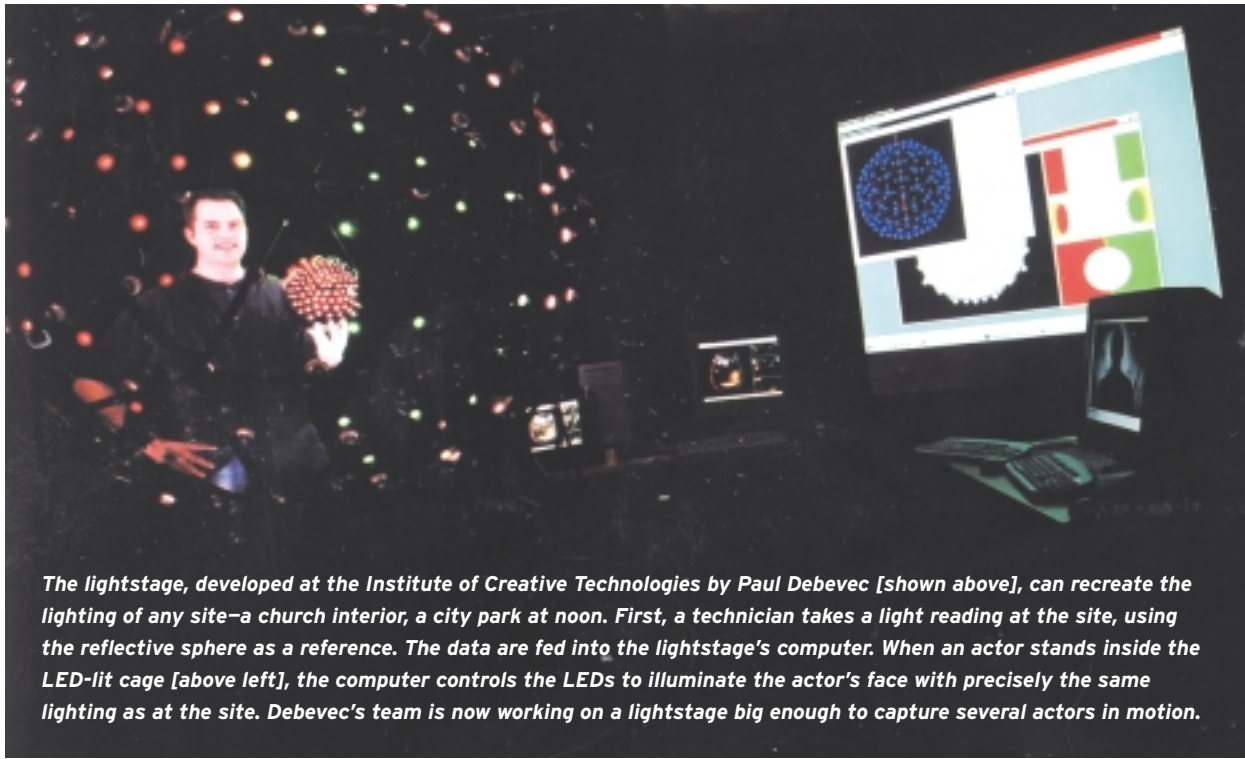 The lightstage, developed at the Institute of Creative Technologies by Paul Debevec [shown above], can recreate the
lighting of any site—a church interior, a city park at noon. First, a technician takes a light reading at the site, using
the reflective sphere as a reference. The data are fed into the lightstage's computer. When an actor stands inside the
LED-lit cage [above left], the computer controls the LEDs to illuminate the actor's face with precisely the same
lighting as at the site. Debevec's team is now working on a lightstage big enough to capture several actors in motion.